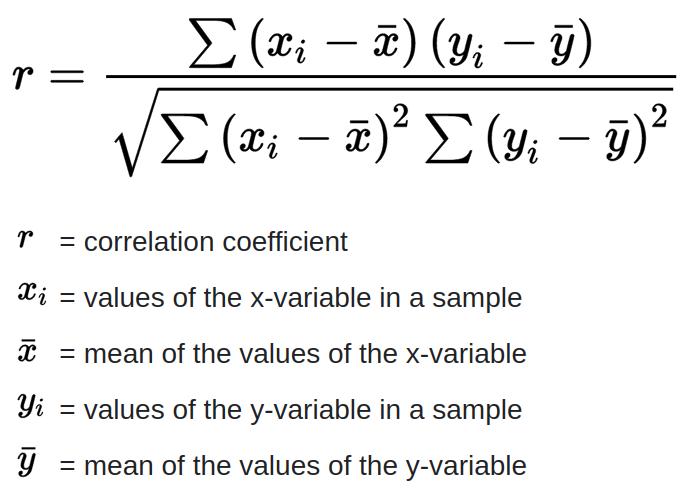 r = \frac{\sum (x_i - \bar{x}) (y_i - \bar{y})}{\sqrt{\sum (x_i - \bar{x})^2 \sum (y_i - \bar{y})^2}}
r = correlation coefficient
x_i = values of the x-variable in a sample
\bar{x} = mean of the values of the x-variable
y_i = values of the y-variable in a sample
\bar{y} = mean of the values of the y-variable